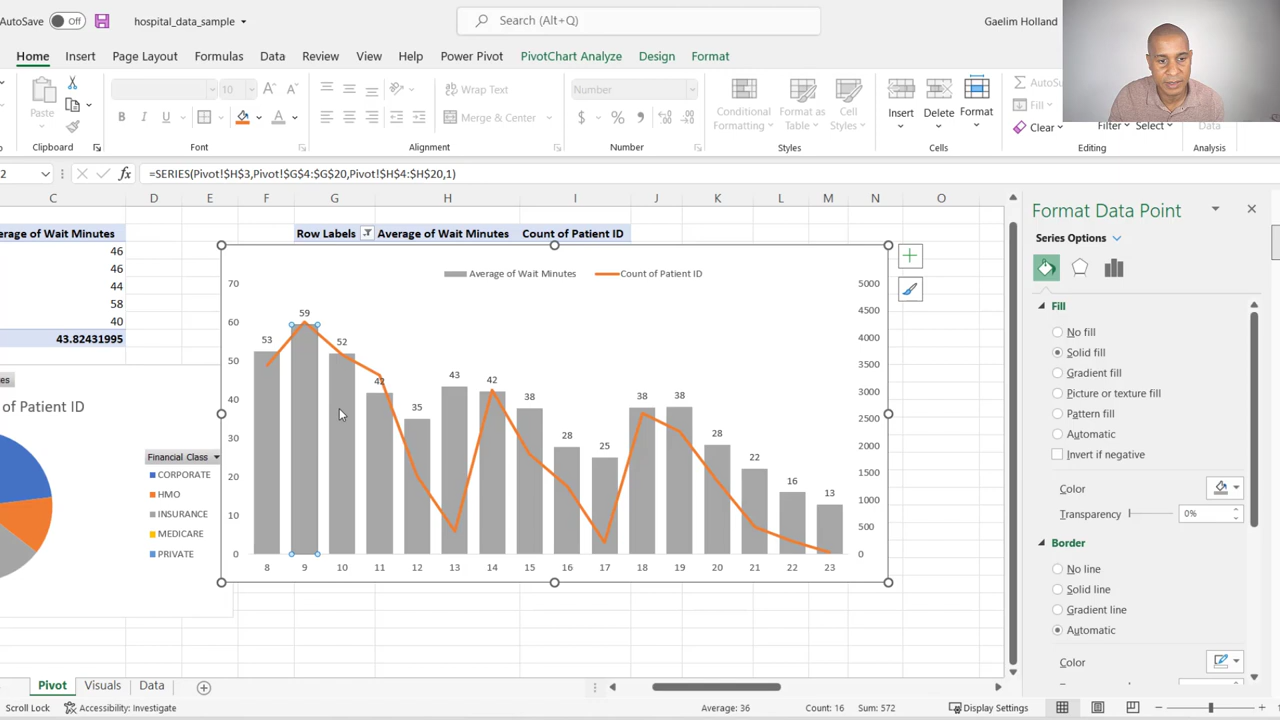 AutoSave Off hospital_data_sample Search (Alt+Q) Gaelim Holland
Home Insert Page Layout Formulas Data Review View Help Power Pivot PivotChart Analyze Design Format
Paste
10
B I U
Wrap Text
Merge & Center
Number
$ % ,
Conditional Formatting
Format as Table
Cell Styles
Insert
Delete
Format
Fill
Clear
Filter
Select
Data
Clipboard Font Alignment Number Styles Cells Editing Analysis
2 fx =SERIES(Pivot!$H$3,Pivot!$G$4:$G$20,Pivot!$H$4:$H$20,1)
C D E F G H I J K L M N O
erage of Wait Minutes
Row Labels Average of Wait Minutes Count of Patient ID
46
46
44
58
40
43.82431995
of Patient ID
Financial Class
CORPORATE
HMO
INSURANCE
MEDICARE
PRIVATE
Average of Wait Minutes Count of Patient ID
70
60
50
40
30
20
10
0
53 59 52 42 35 43 42 38 28 25 38 38 28 22 16 13
5000
4500
4000
3500
3000
2500
2000
1500
1000
500
0
8 9 10 11 12 13 14 15 16 17 18 19 20 21 22 23
Format Data Point
Series Options
Fill
No fill
Solid fill
Gradient fill
Picture or texture fill
Pattern fill
Automatic
Invert if negative
Color
Transparency 0%
Border
No line
Solid line
Gradient line
Automatic
Color
Pivot Visuals Data
Scroll Lock Accessibility: Investigate Average: 36 Count: 16 Sum: 572 Display Settings